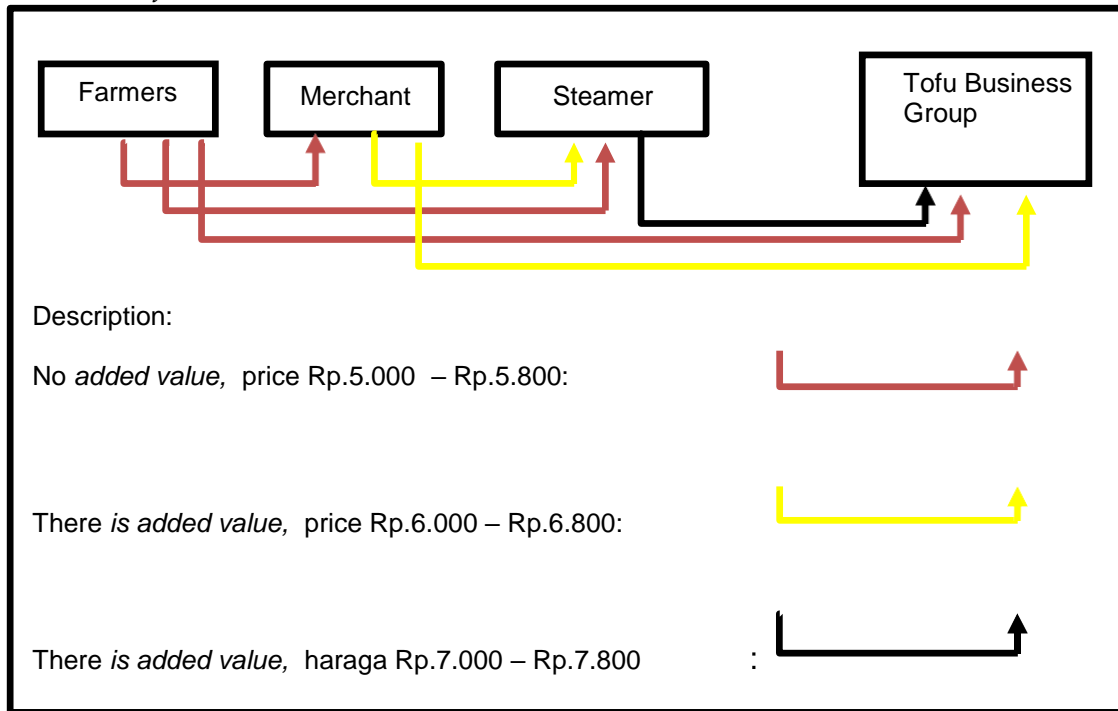 Farmers
Merchant
Steamer
Tofu Business
Group
Description:
No added value, price Rp.5.000 – Rp.5.800:
There is added value, price Rp.6.000 – Rp.6.800:
There is added value, haraga Rp.7.000 – Rp.7.800 :